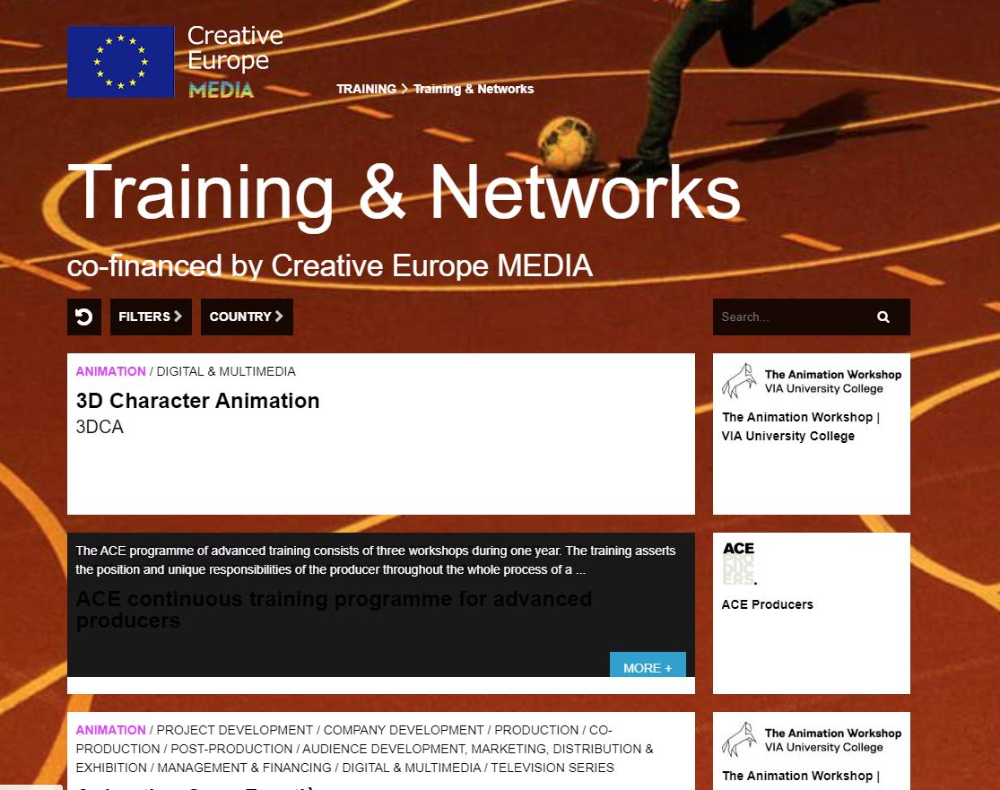 Creative
Europe
MEDIA
TRAINING > Training & Networks
Training & Networks
co-financed by Creative Europe MEDIA
FILTERS >
COUNTRY >
Search...
ANIMATION / DIGITAL & MULTIMEDIA
3D Character Animation
3DCA
The Animation Workshop
VIA University College
The Animation Workshop |
VIA University College
The ACE programme of advanced training consists of three workshops during one year. The training asserts
the position and unique responsibilities of the producer throughout the whole process of a ...
ACE continuous training programme for advanced
producers
MORE +
ACE
PRO
DUC
ERS.
ACE Producers
ANIMATION / PROJECT DEVELOPMENT / COMPANY DEVELOPMENT / PRODUCTION / CO-
PRODUCTION / POST-PRODUCTION / AUDIENCE DEVELOPMENT, MARKETING, DISTRIBUTION &
EXHIBITION / MANAGEMENT & FINANCING / DIGITAL & MULTIMEDIA / TELEVISION SERIES
The Animation Workshop
VIA University College
The Animation Workshop |